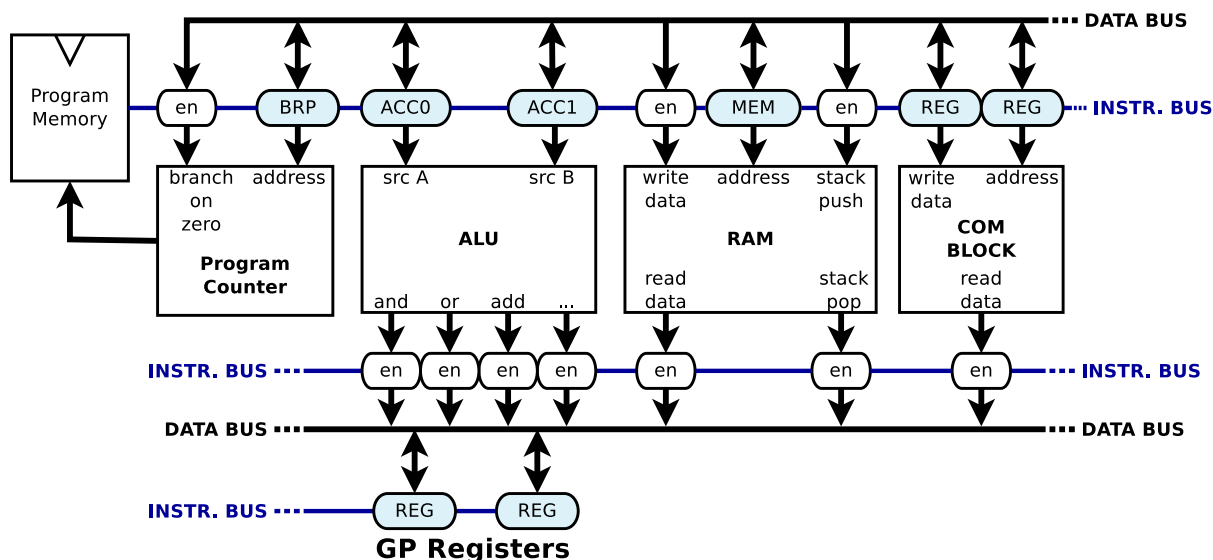 DATA BUS
Program
Memory
en
BRP
ACC0
ACC1
en
MEM
en
REG
REG
INSTR. BUS
branch
on
zero
address
Program
Counter
src A
src B
ALU
and
or
add
...
write
data
address
stack
push
RAM
read
data
stack
pop
write
data
address
COM
BLOCK
read
data
INSTR. BUS
en
en
en
en
en
en
en
INSTR. BUS
DATA BUS
DATA BUS
INSTR. BUS
REG
REG
GP Registers